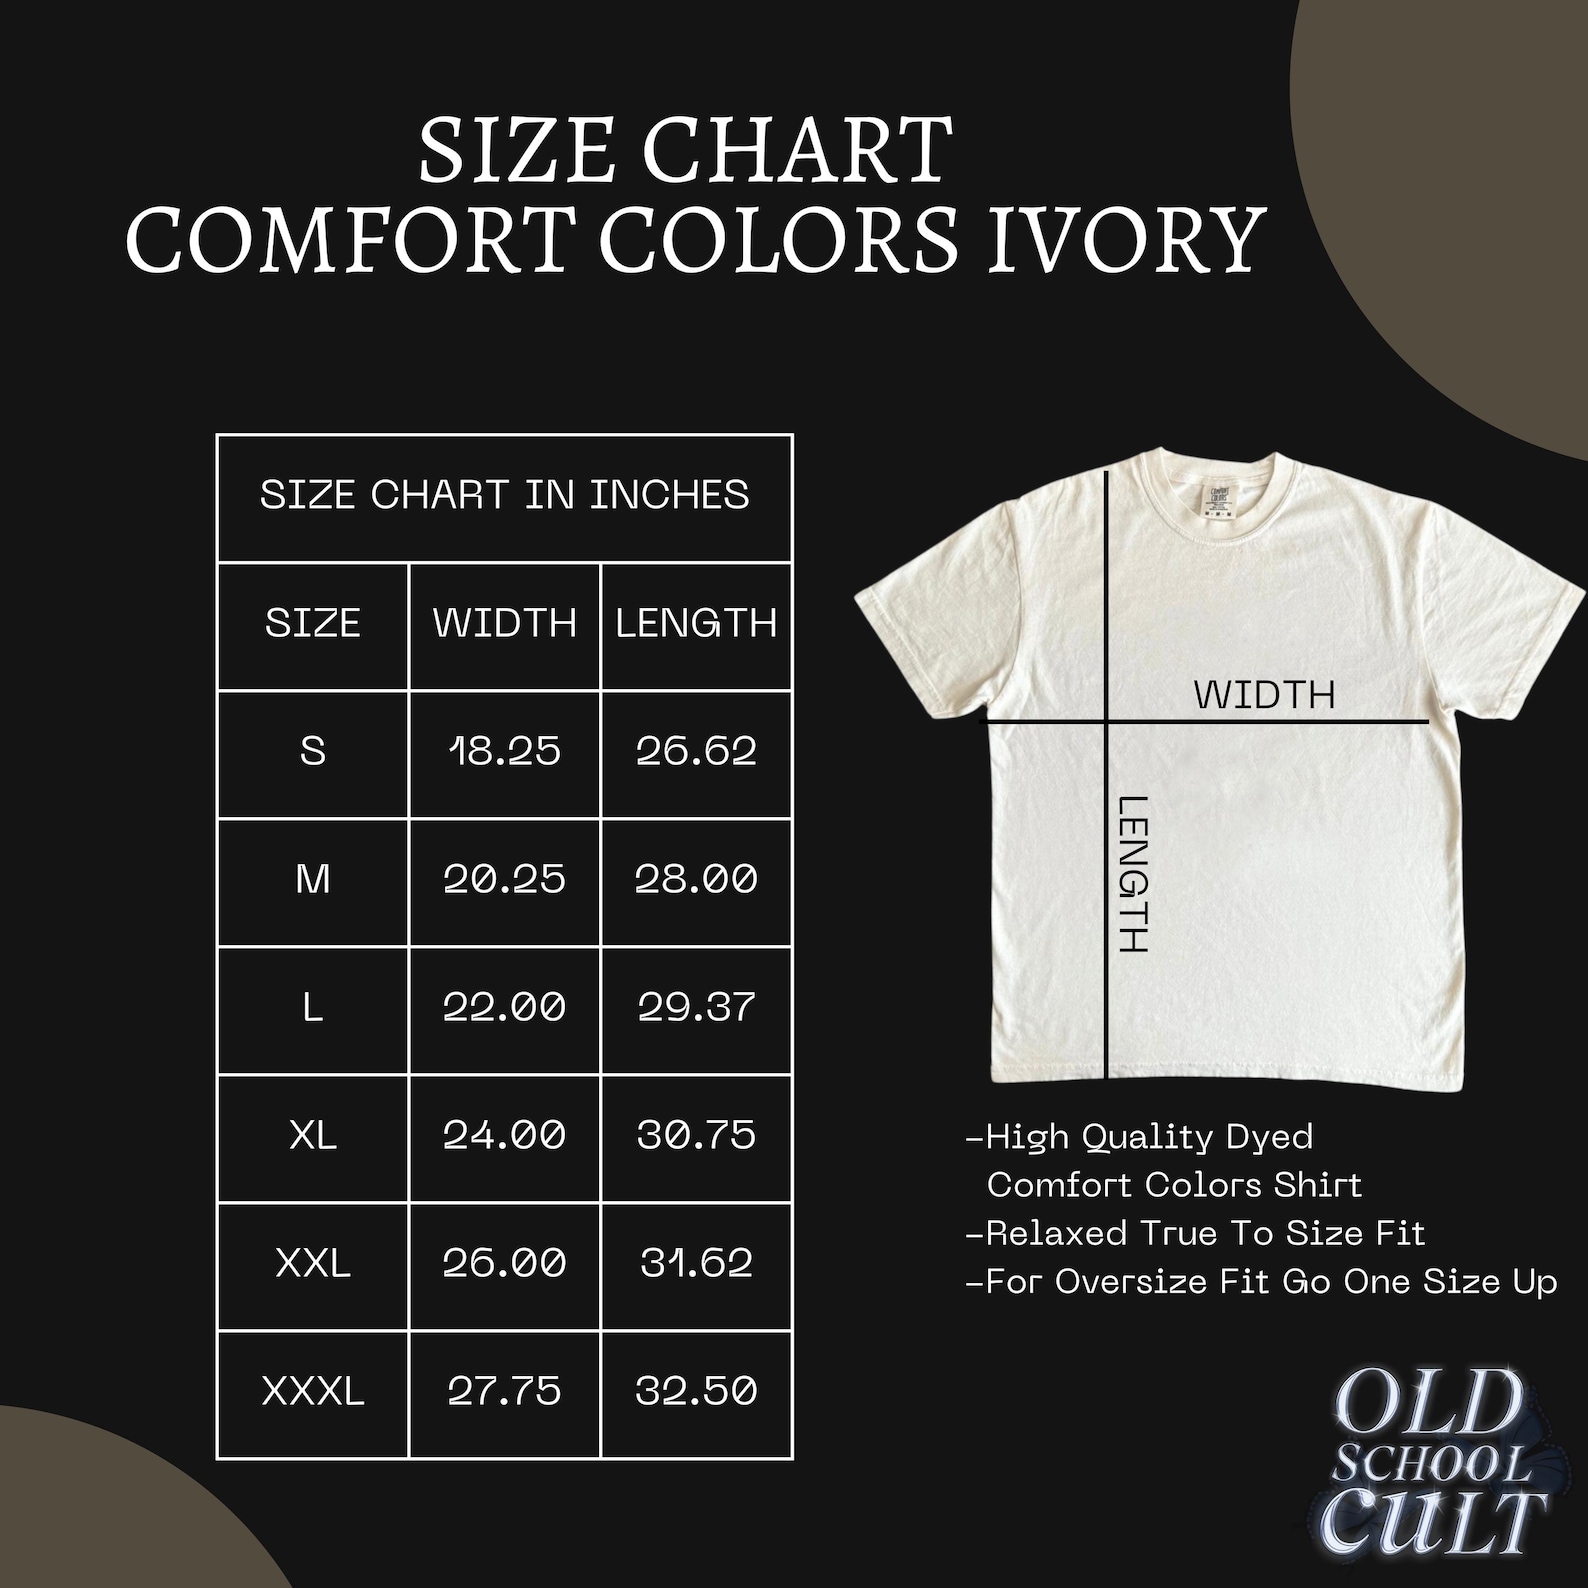 SIZE CHART
COMFORT COLORS IVORY
SIZE CHART IN INCHES
SIZE WIDTH LENGTH
S 18.25 26.62
M 20.25 28.00
L 22.00 29.37
XL 24.00 30.75
XXL 26.00 31.62
XXXL 27.75 32.50
COMFORT
COLORS
WIDTH
LENGTH
-High Quality Dyed
Comfort Colors Shirt
-Relaxed True To Size Fit
-For Oversize Fit Go One Size Up
OLD
SCHOOL
CULT